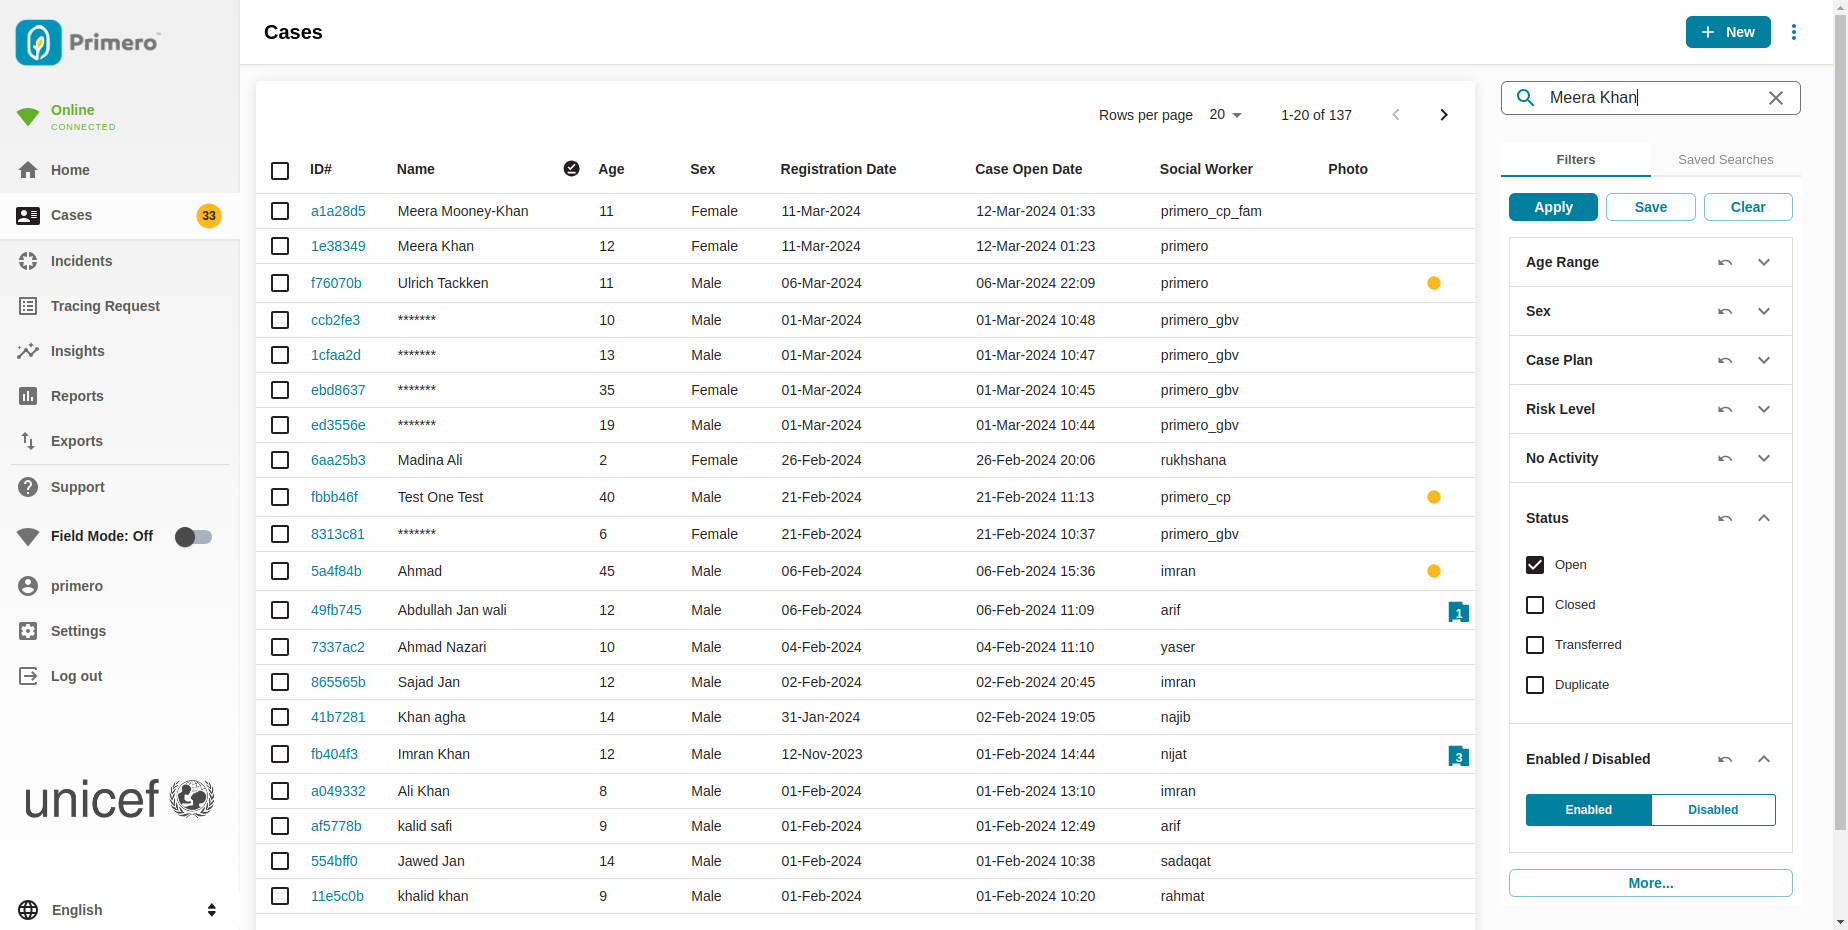 Primero™
Online
CONNECTED
Home
Cases 33
Incidents
Tracing Request
Insights
Reports
Exports
Support
Field Mode: Off
primero
Settings
Log out
unicef
English
Cases
New
Rows per page 20 1-20 of 137
ID# Name Age Sex Registration Date Case Open Date Social Worker Photo
a1a28d5 Meera Mooney-Khan 11 Female 11-Mar-2024 12-Mar-2024 01:33 primero_cp_fam
1e38349 Meera Khan 12 Female 11-Mar-2024 12-Mar-2024 01:23 primero
f76070b Ulrich Tackken 11 Male 06-Mar-2024 06-Mar-2024 22:09 primero
ccb2fe3 ******* 10 Male 01-Mar-2024 01-Mar-2024 10:48 primero_gbv
1cfaa2d ******* 13 Male 01-Mar-2024 01-Mar-2024 10:47 primero_gbv
ebd8637 ******* 35 Female 01-Mar-2024 01-Mar-2024 10:45 primero_gbv
ed3556e ******* 19 Male 01-Mar-2024 01-Mar-2024 10:44 primero_gbv
6aa25b3 Madina Ali 2 Female 26-Feb-2024 26-Feb-2024 20:06 rukhshana
fbbb46f Test One Test 40 Male 21-Feb-2024 21-Feb-2024 11:13 primero_cp
8313c81 ******* 6 Female 21-Feb-2024 21-Feb-2024 10:37 primero_gbv
5a4f84b Ahmad 45 Male 06-Feb-2024 06-Feb-2024 15:36 imran
49fb745 Abdullah Jan wali 12 Male 06-Feb-2024 06-Feb-2024 11:09 arif 1
7337ac2 Ahmad Nazari 10 Male 04-Feb-2024 04-Feb-2024 11:10 yaser
865565b Sajad Jan 12 Male 02-Feb-2024 02-Feb-2024 20:45 imran
41b7281 Khan agha 14 Male 31-Jan-2024 02-Feb-2024 19:05 najib
fb404f3 Imran Khan 12 Male 12-Nov-2023 01-Feb-2024 14:44 nijat 3
a049332 Ali Khan 8 Male 01-Feb-2024 01-Feb-2024 13:10 imran
af5778b kalid safi 9 Male 01-Feb-2024 01-Feb-2024 12:49 arif
554bff0 Jawed Jan 14 Male 01-Feb-2024 01-Feb-2024 10:38 sadaqat
11e5c0b khalid khan 9 Male 01-Feb-2024 01-Feb-2024 10:20 rahmat
Meera Khan
Filters Saved Searches
Apply Save Clear
Age Range
Sex
Case Plan
Risk Level
No Activity
Status
Open
Closed
Transferred
Duplicate
Enabled / Disabled
Enabled Disabled
More...